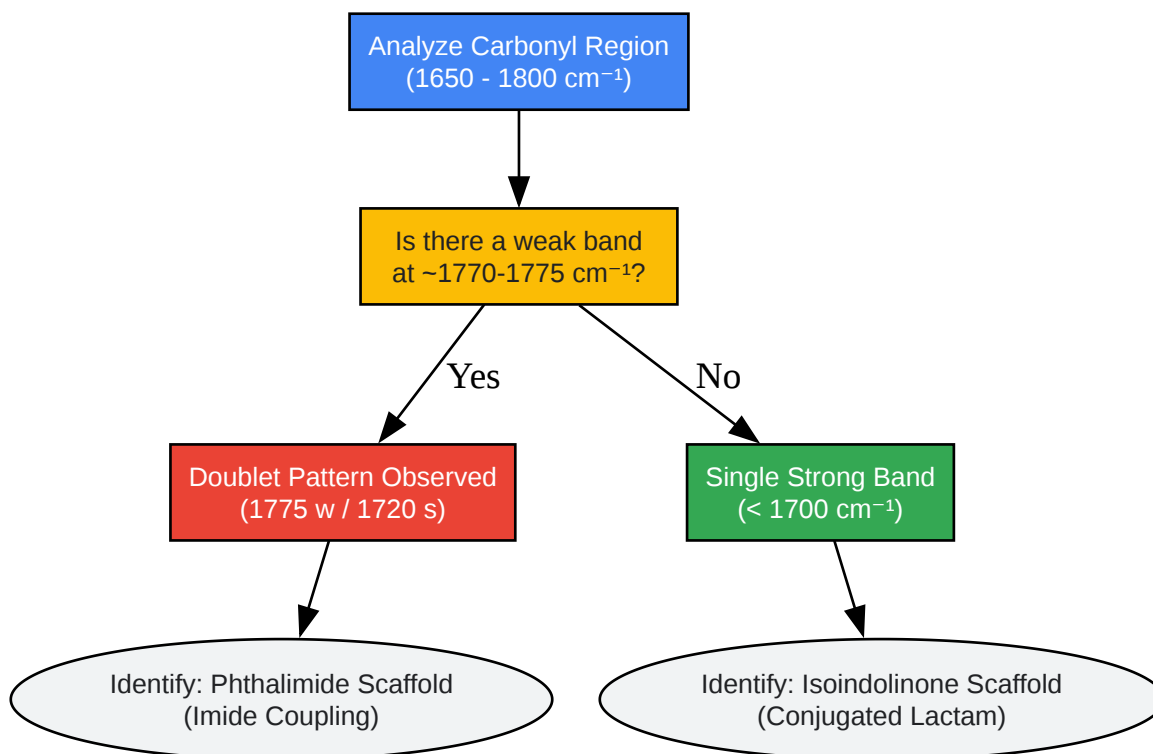 Analyze Carbonyl Region
(1650 - 1800 cm⁻¹)
Is there a weak band
at ~1770-1775 cm⁻¹?
Yes
No
Doublet Pattern Observed
(1775 w / 1720 s)
Single Strong Band
(< 1700 cm⁻¹)
Identify: Phthalimide Scaffold
(Imide Coupling)
Identify: Isoindolinone Scaffold
(Conjugated Lactam)